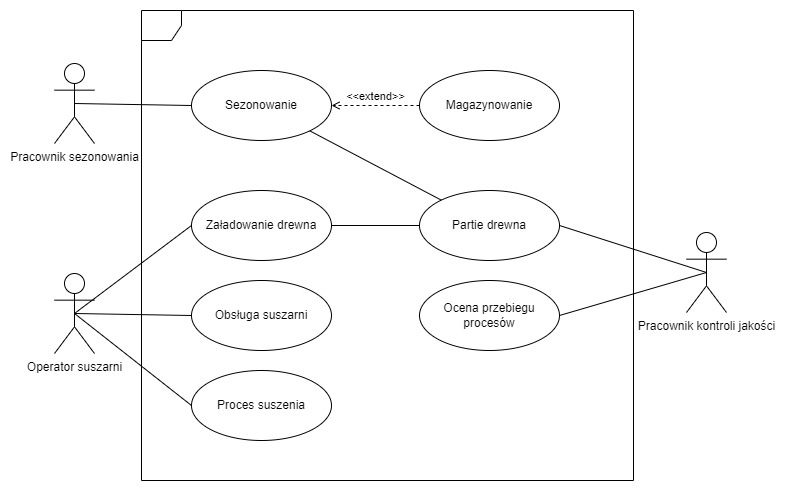 <<extend>>
Sezonowanie
Magazynowanie
Pracownik sezonowania
Załadowanie drewna
Partie drewna
Obsługa suszarni
Ocena przebiegu
procesów
Pracownik kontroli jakości
Operator suszarni
Proces suszenia